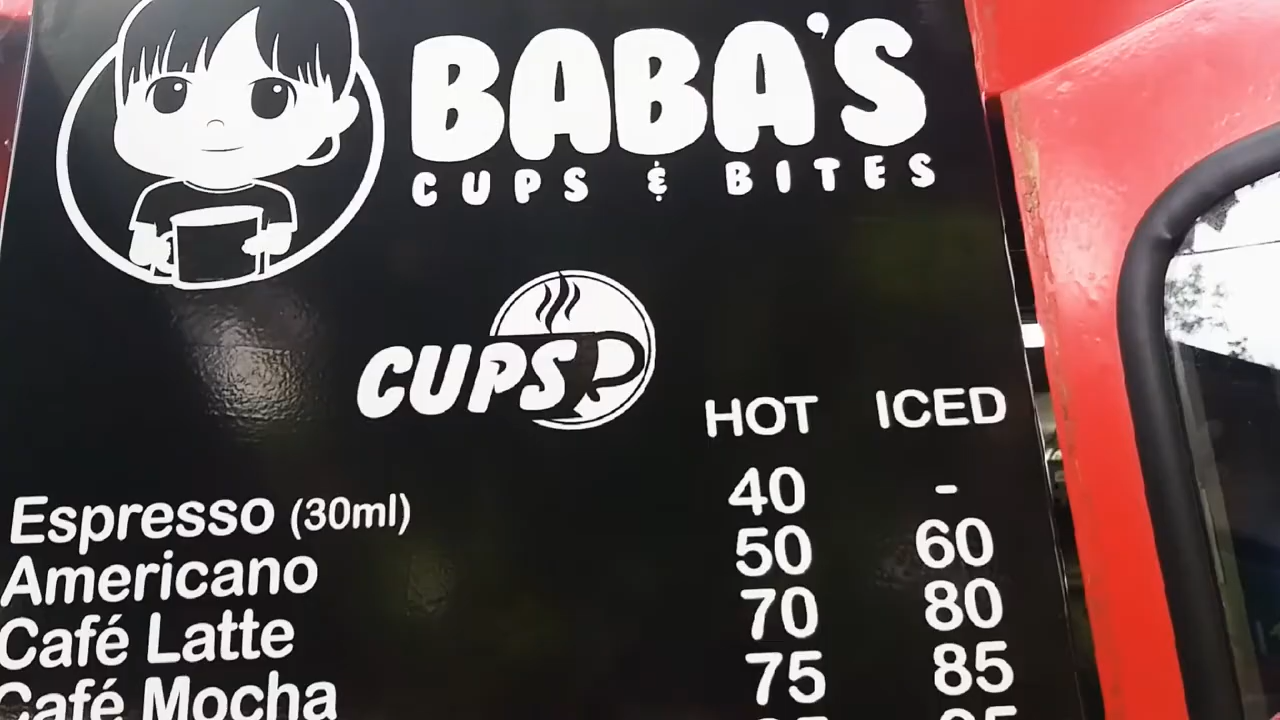 BABA'S
CUPS & BITES
CUPS
HOT ICED
Espresso (30ml) 40 -
Americano 50 60
Café Latte 70 80
Café Mocha 75 85